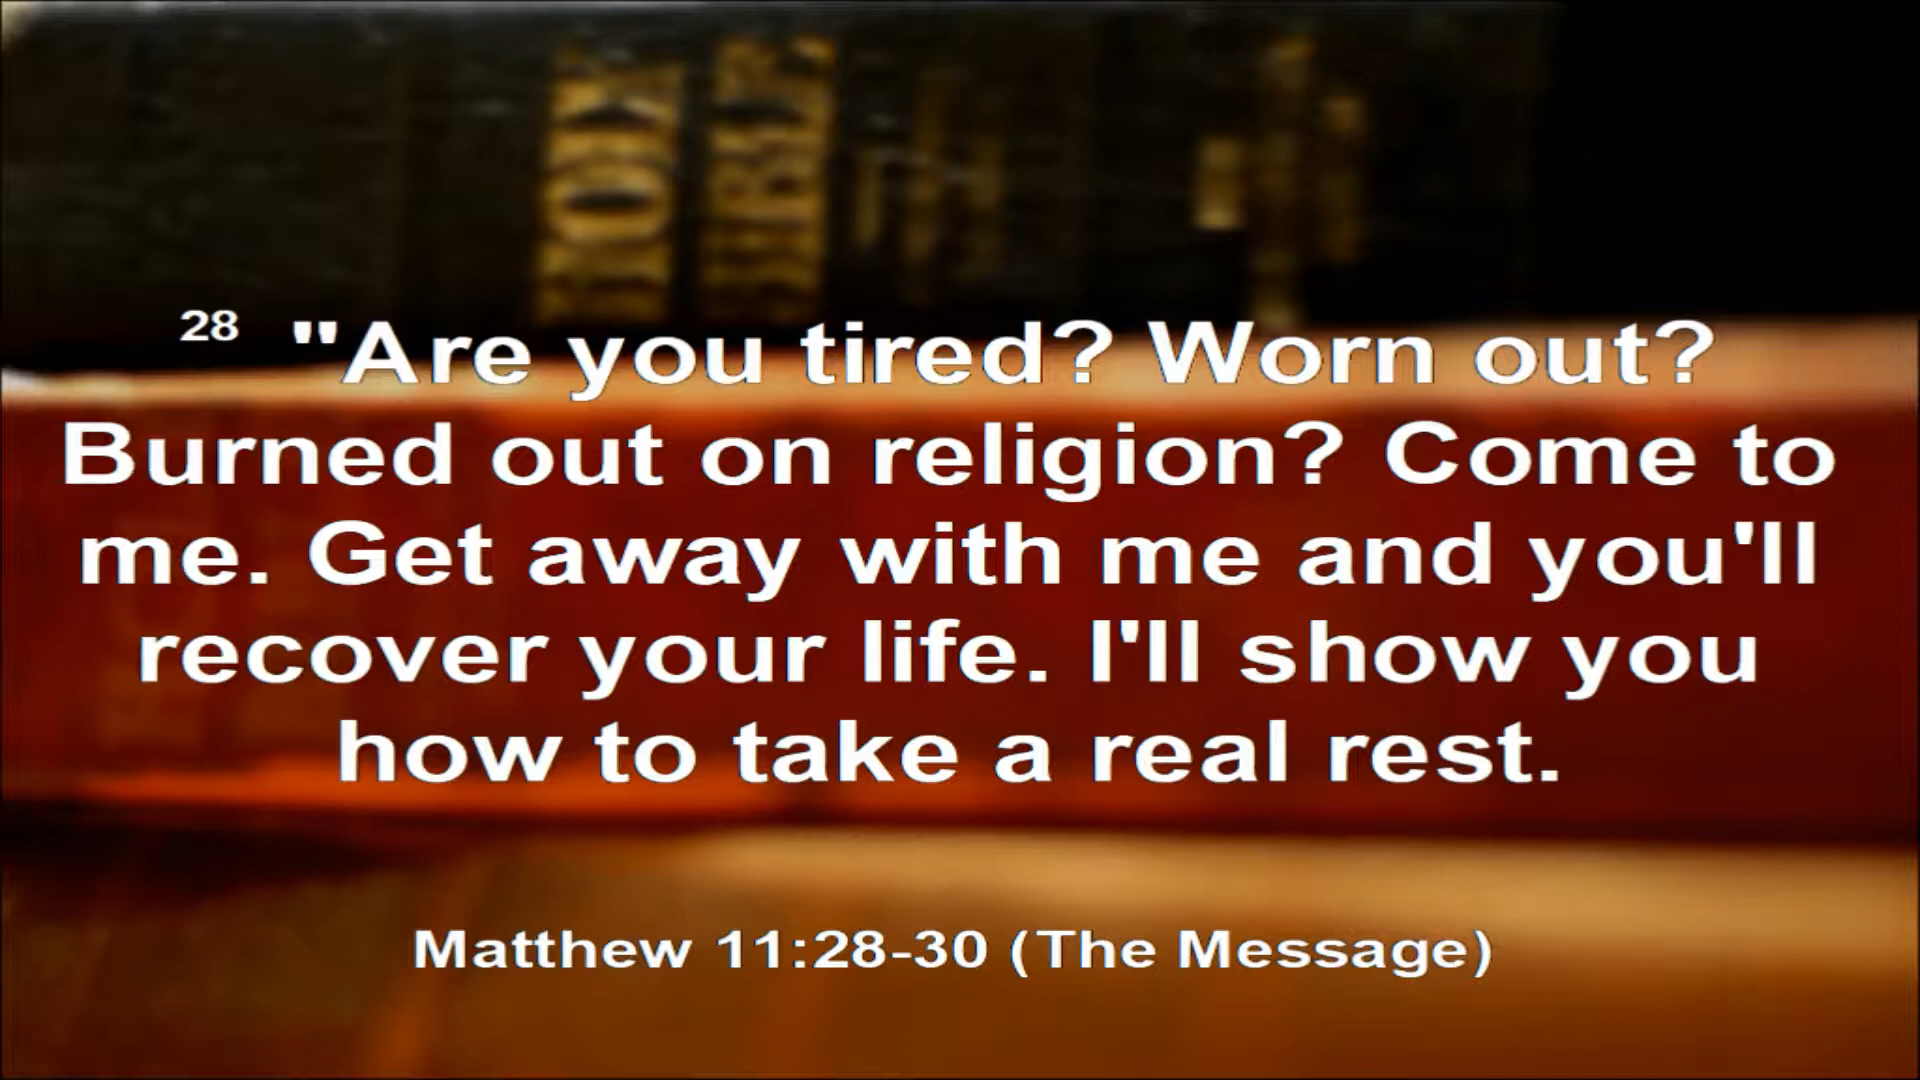 28 "Are you tired? Worn out?
Burned out on religion? Come to
me. Get away with me and you'll
recover your life. I'll show you
how to take a real rest.
Matthew 11:28-30 (The Message)